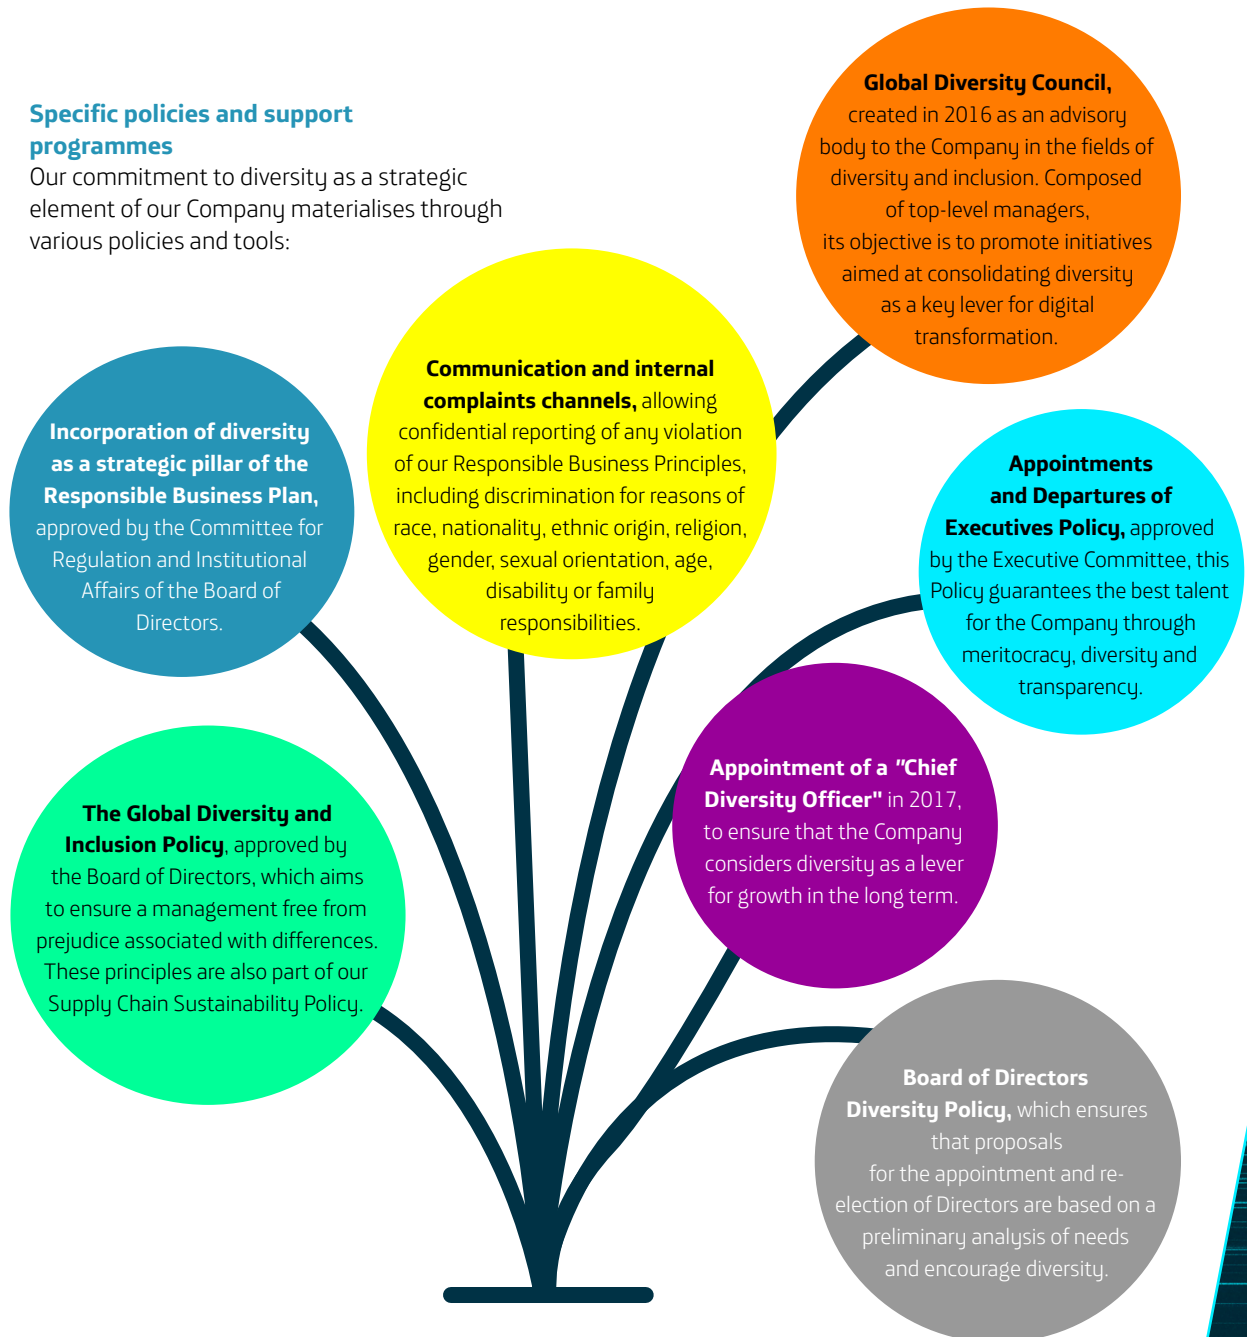 Specific policies and support
programmes
Our commitment to diversity as a strategic
element of our Company materialises through
various policies and tools:
Global Diversity Council,
created in 2016 as an advisory
body to the Company in the fields of
diversity and inclusion. Composed
of top-level managers,
its objective is to promote initiatives
aimed at consolidating diversity
as a key lever for digital
transformation.
Communication and internal
complaints channels, allowing
confidential reporting of any violation
of our Responsible Business Principles,
including discrimination for reasons of
race, nationality, ethnic origin, religion,
gender, sexual orientation, age,
disability or family
responsibilities.
Incorporation of diversity
as a strategic pillar of the
Responsible Business Plan,
approved by the Committee for
Regulation and Institutional
Affairs of the Board of
Directors.
Appointments
and Departures of
Executives Policy, approved
by the Executive Committee, this
Policy guarantees the best talent
for the Company through
meritocracy, diversity and
transparency.
Appointment of a "Chief
Diversity Officer" in 2017,
to ensure that the Company
considers diversity as a lever
for growth in the long term.
The Global Diversity and
Inclusion Policy, approved by
the Board of Directors, which aims
to ensure a management free from
prejudice associated with differences.
These principles are also part of our
Supply Chain Sustainability Policy.
Board of Directors
Diversity Policy, which ensures
that proposals
for the appointment and re-
election of Directors are based on a
preliminary analysis of needs
and encourage diversity.